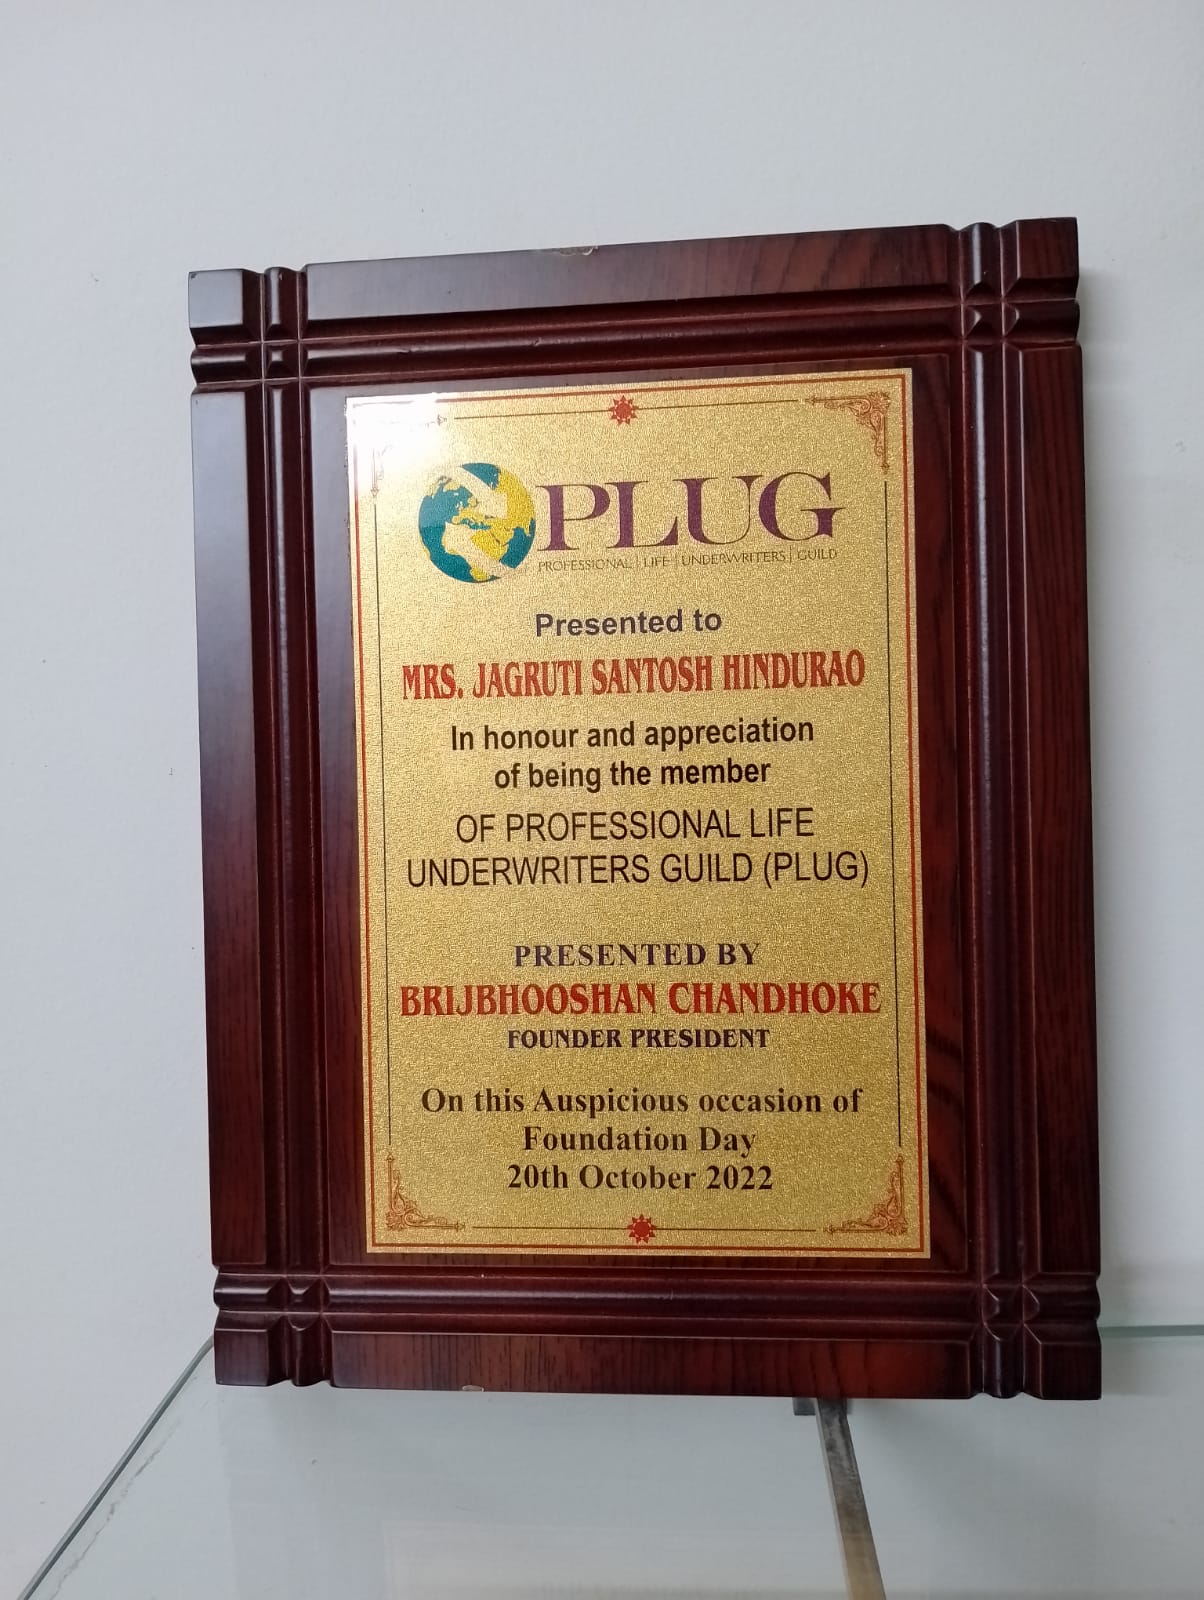 PLUG
PROFESSIONAL | LIFE | UNDERWRITERS | GUILD
Presented to
MRS. JAGRUTI SANTOSH HINDURAO
In honour and appreciation
of being the member
OF PROFESSIONAL LIFE
UNDERWRITERS GUILD (PLUG)
PRESENTED BY
BRIJBHOOSHAN CHANDHOKE
FOUNDER PRESIDENT
On this Auspicious occasion of
Foundation Day
20th October 2022